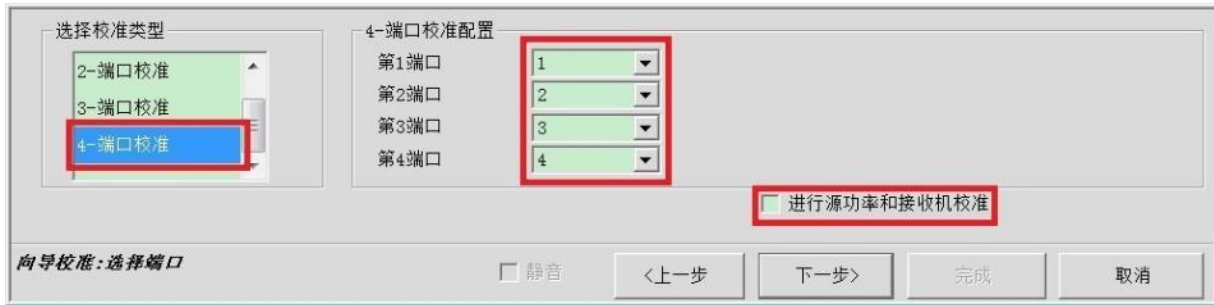 选择校准类型
2-端口校准
3-端口校准
4-端口校准
4-端口校准配置
第1端口 1
第2端口 2
第3端口 3
第4端口 4
进行源功率和接收机校准
向导校准:选择端口
静音
<上一步
下一步>
完成
取消